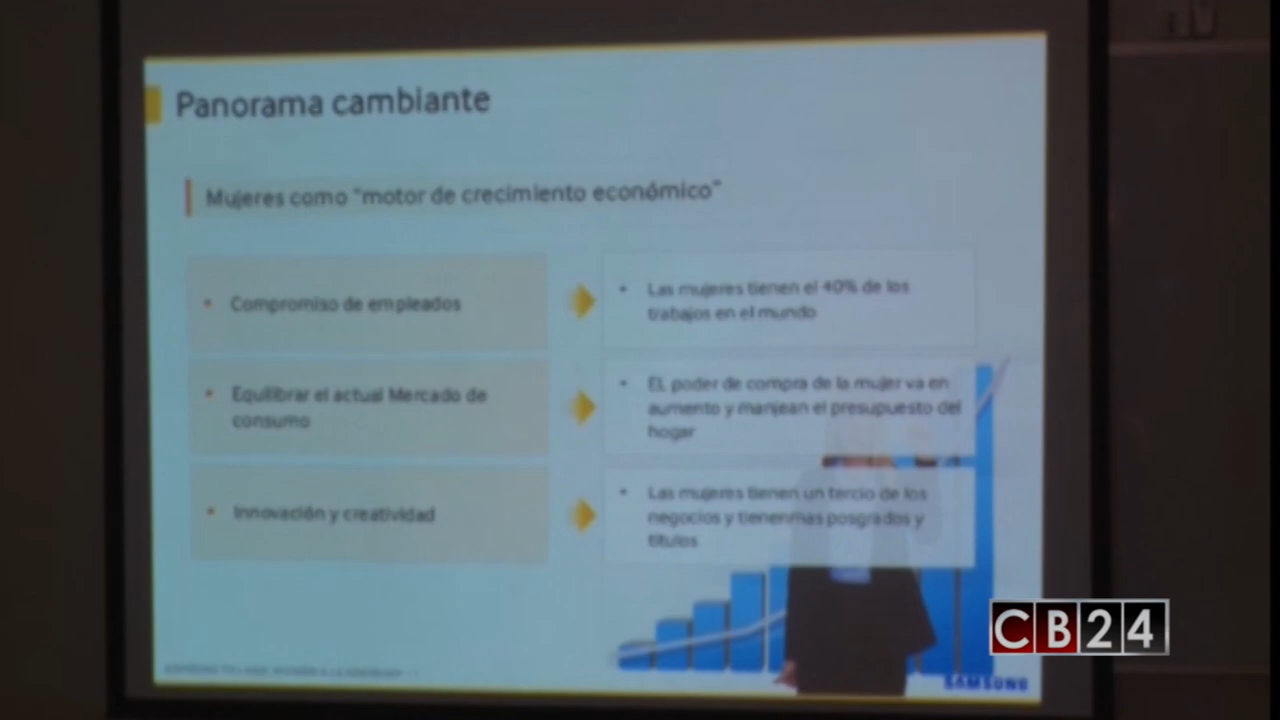 Panorama cambiante
Mujeres como "motor de crecimiento económico"
• Compromiso de empleados
• Las mujeres tienen el 40% de los
trabajos en el mundo
• Equilibrar el actual Mercado de
consumo
• EL poder de compra de la mujer va en
aumento y manjean el presupuesto del
hogar
• Innovación y creatividad
• Las mujeres tienen un tercio de los
negocios y tienenmas posgrados y
títulos
SAMSUNG
CB24